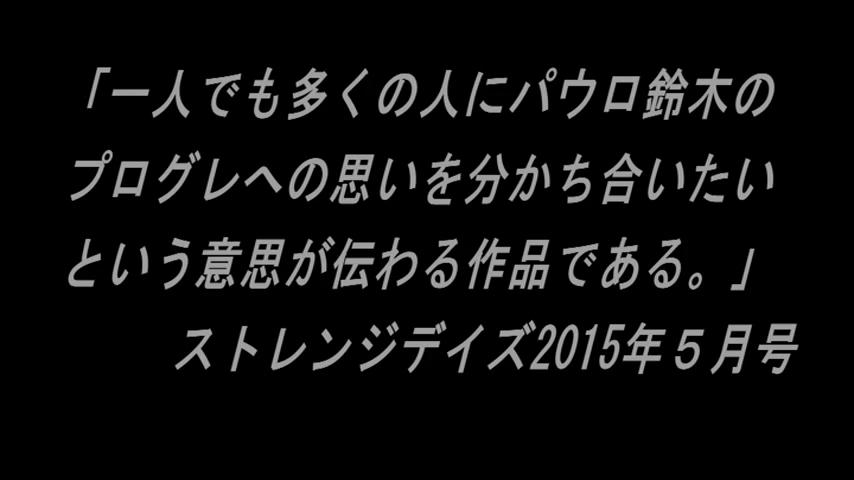 「一人でも多くの人にパウロ鈴木の
プログレへの思いを分かち合いたい
という意思が伝わる作品である。」
ストレンジデイズ2015年５月号